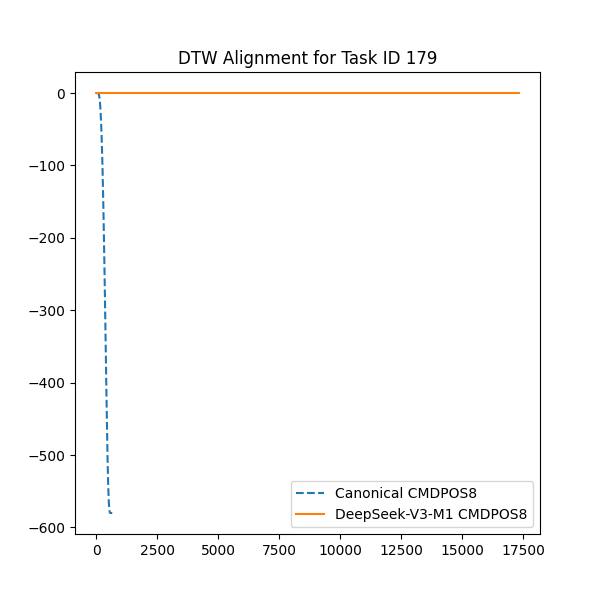 DTW Alignment for Task ID 179
0
−100
−200
−300
−400
−500
−600
Canonical CMDPOS8
DeepSeek-V3-M1 CMDPOS8
0 2500 5000 7500 10000 12500 15000 17500